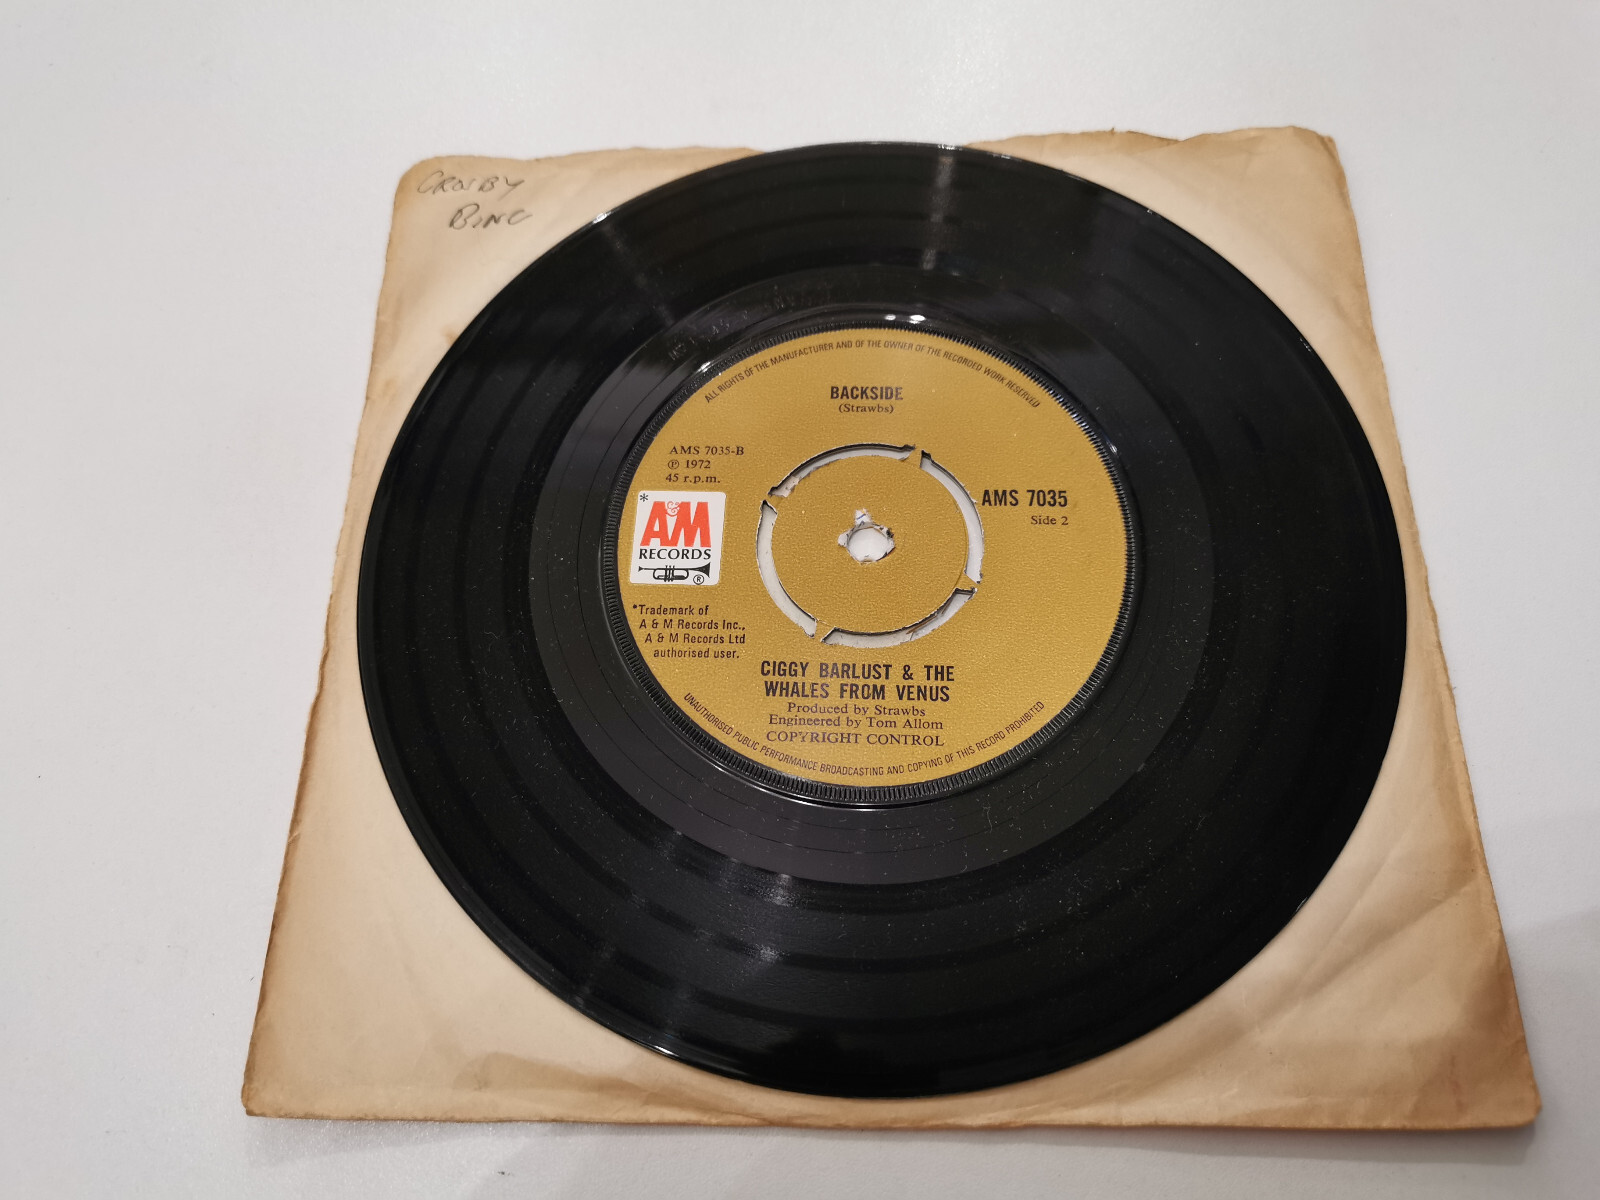 CROSBY
BING
ALL RIGHTS OF THE MANUFACTURER AND OF THE OWNER OF THE RECORDED WORK RESERVED
BACKSIDE
(Strawbs)
AMS 7035-B
℗ 1972
45 r.p.m.
AMS 7035
Side 2
*
A&M
RECORDS
®
*Trademark of
A & M Records Inc.,
A & M Records Ltd
authorised user.
CIGGY BARLUST & THE
WHALES FROM VENUS
Produced by Strawbs
Engineered by Tom Allom
COPYRIGHT CONTROL
UNAUTHORISED PUBLIC PERFORMANCE BROADCASTING AND COPYING OF THIS RECORD PROHIBITED